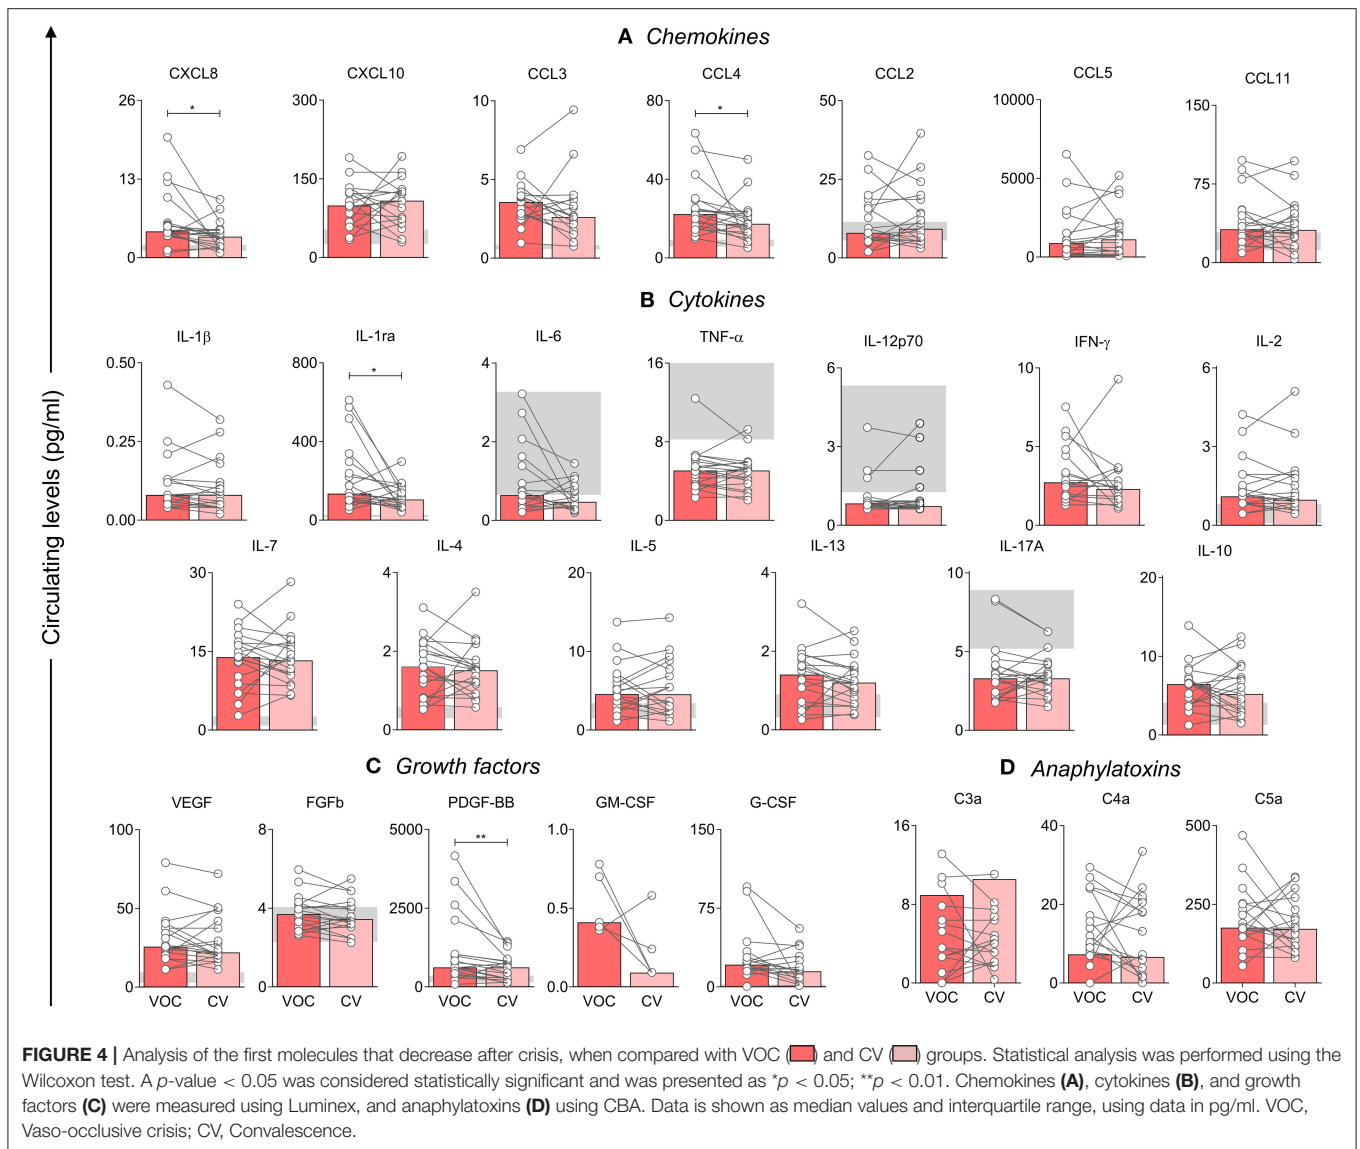 A Chemokines
CXCL8 CXCL10 CCL3 CCL4 CCL2 CCL5 CCL11
26 13 0 *
300 150 0
10 5 0
80 40 0 *
50 25 0
10000 5000 0
150 75 0
Circulating levels (pg/ml)
B Cytokines
IL-1β IL-1ra IL-6 TNF-α IL-12p70 IFN-γ IL-2
0.50 0.25 0.00
800 400 0 *
4 2 0
16 8 0
6 3 0
10 5 0
6 3 0
IL-7 IL-4 IL-5 IL-13 IL-17A IL-10
30 15 0
4 2 0
20 10 0
4 2 0
10 5 0
20 10 0
C Growth factors
D Anaphylatoxins
VEGF FGFb PDGF-BB GM-CSF G-CSF C3a C4a C5a
100 50 0
8 4 0
5000 2500 0 **
1.0 0.5 0.0
150 75 0
16 8 0
40 20 0
500 250 0
VOC CV VOC CV VOC CV VOC CV VOC CV VOC CV VOC CV VOC CV
FIGURE 4 | Analysis of the first molecules that decrease after crisis, when compared with VOC ( ) and CV ( ) groups. Statistical analysis was performed using the
Wilcoxon test. A p-value < 0.05 was considered statistically significant and was presented as *p < 0.05; **p < 0.01. Chemokines (A), cytokines (B), and growth
factors (C) were measured using Luminex, and anaphylatoxins (D) using CBA. Data is shown as median values and interquartile range, using data in pg/ml. VOC,
Vaso-occlusive crisis; CV, Convalescence.